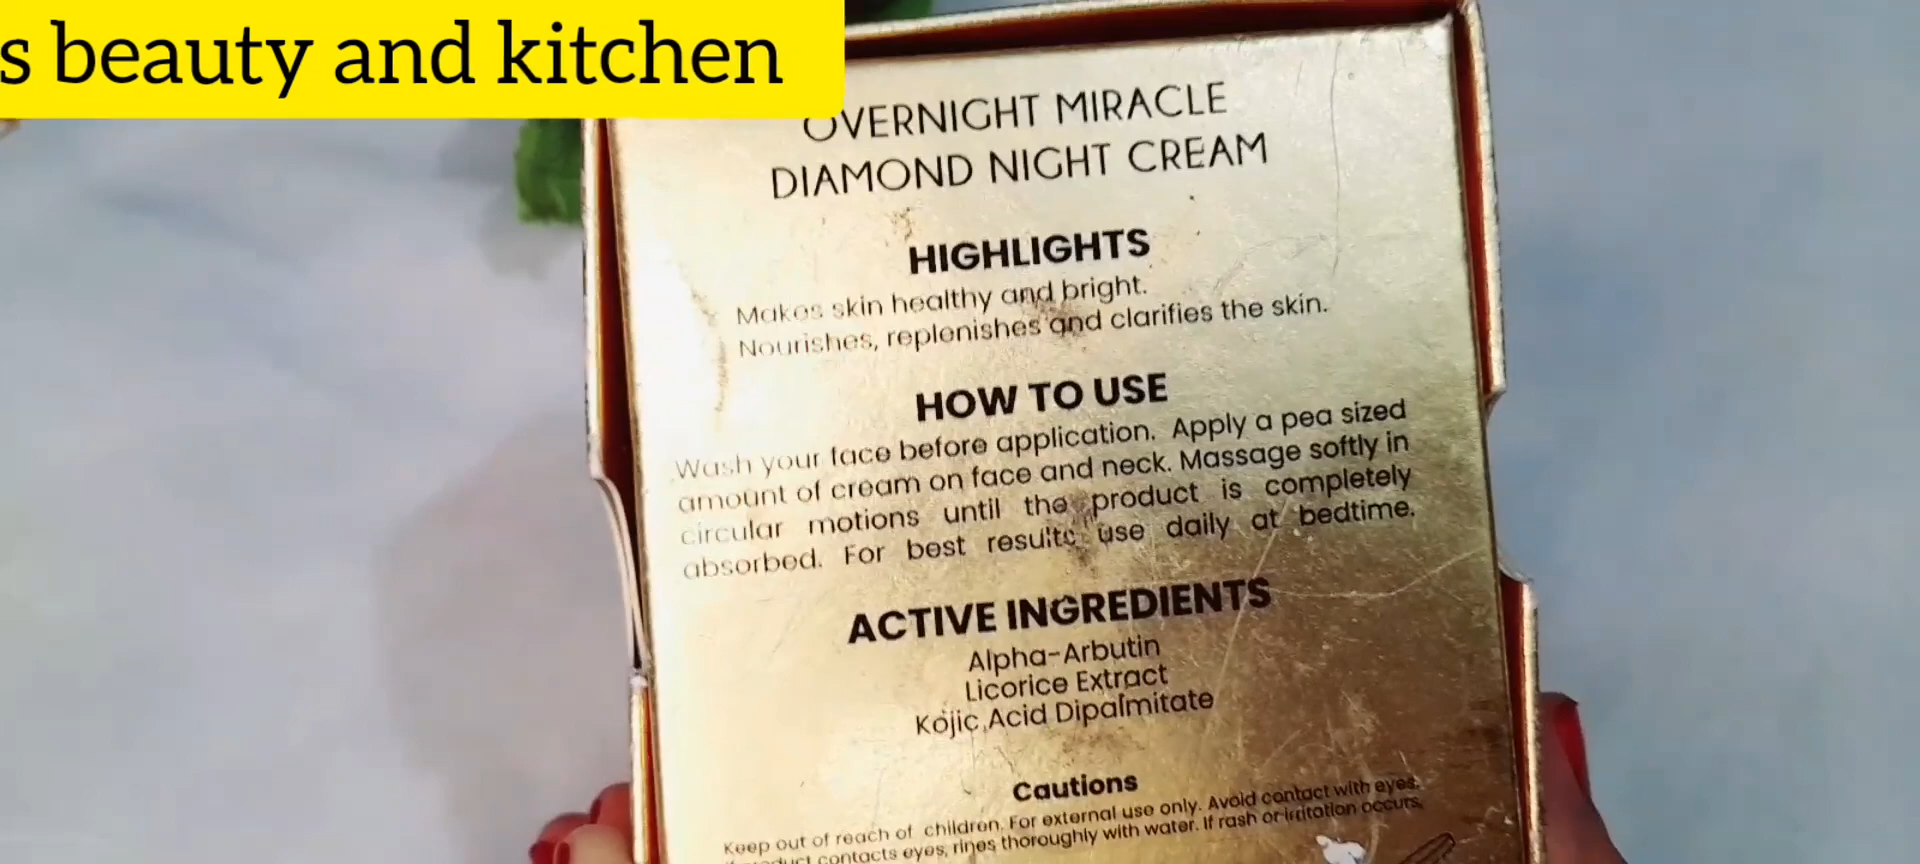 s beauty and kitchen
OVERNIGHT MIRACLE
DIAMOND NIGHT CREAM
HIGHLIGHTS
Makes skin healthy and bright.
Nourishes, replenishes and clarifies the skin.
HOW TO USE
Wash your face before application. Apply a pea sized
amount of cream on face and neck. Massage softly in
circular motions until the product is completely
absorbed. For best results use daily at bedtime.
ACTIVE INGREDIENTS
Alpha-Arbutin
Licorice Extract
Kojic Acid Dipalmitate
Cautions
Keep out of reach of children. For external use only. Avoid contact with eyes.
contacts eyes, rines thoroughly with water. If rash or irritation occurs,